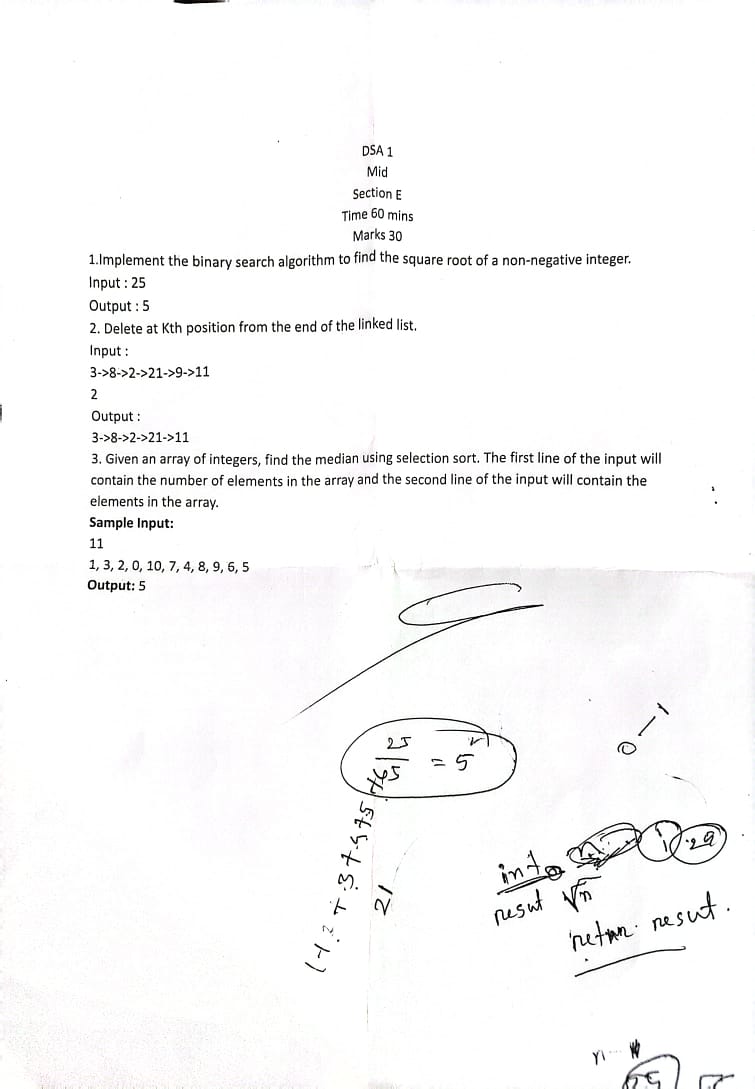 DSA 1
Mid
Section E
Time 60 mins
Marks 30
1.Implement the binary search algorithm to find the square root of a non-negative integer.
Input : 25
Output : 5
2. Delete at Kth position from the end of the linked list.
Input :
3->8->2->21->9->11
2
Output :
3->8->2->21->11
3. Given an array of integers, find the median using selection sort. The first line of the input will
contain the number of elements in the array and the second line of the input will contain the
elements in the array.
Sample Input:
11
1, 3, 2, 0, 10, 7, 4, 8, 9, 6, 5
Output: 5
25
= 5
21
0 — 1
int
29
resut √n
retun resut.